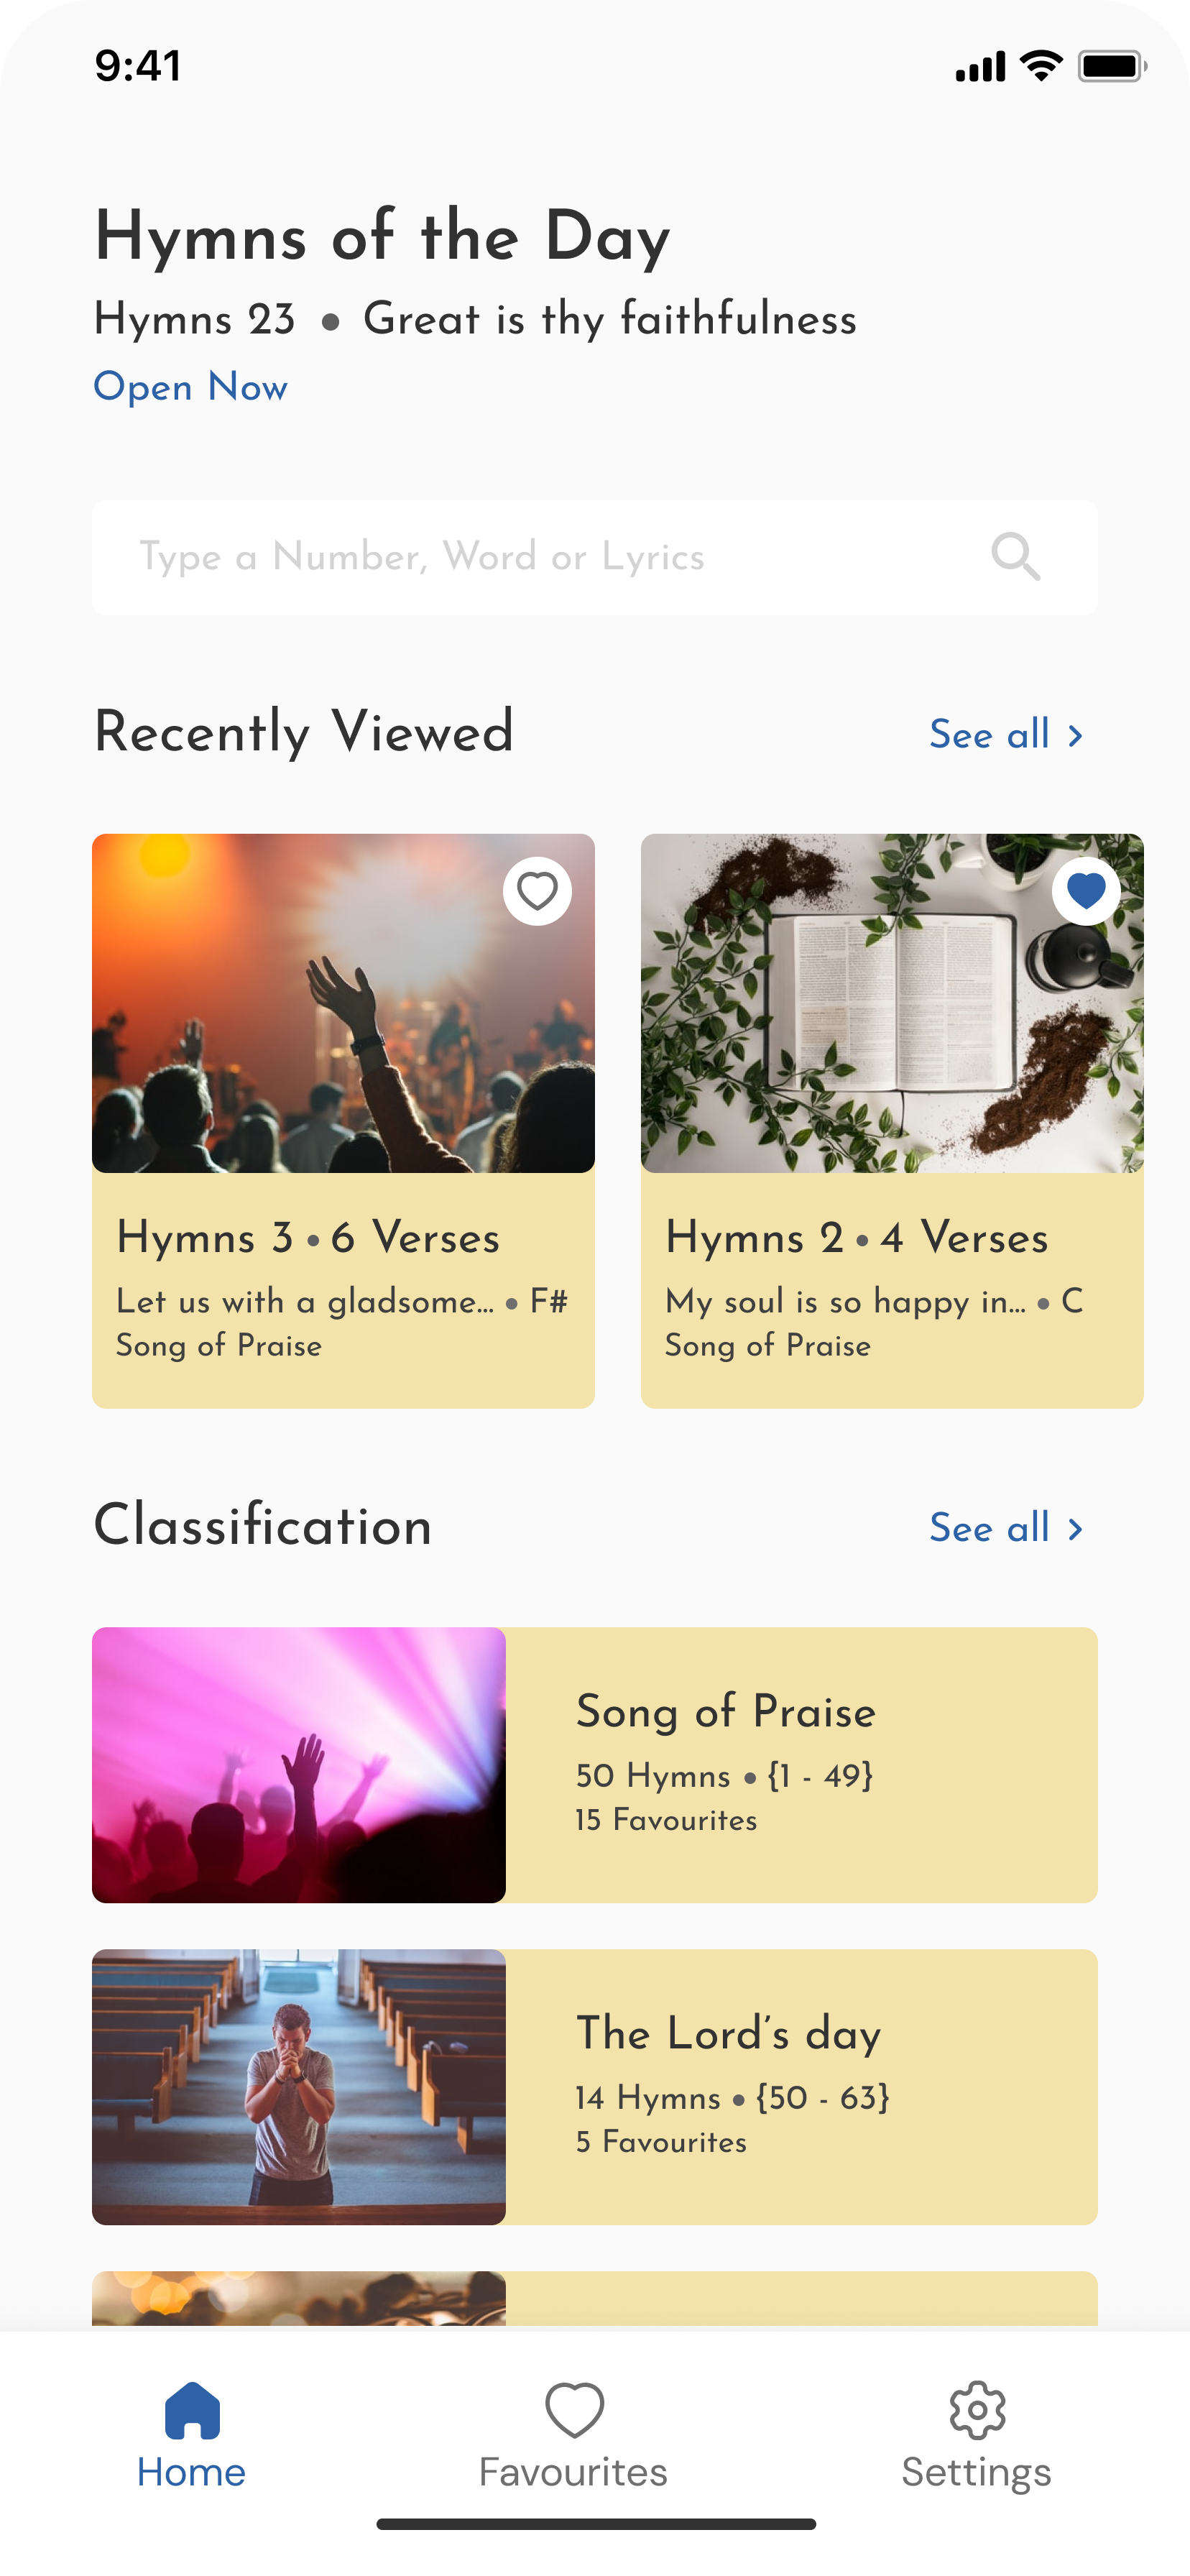 9:41
Hymns of the Day
Hymns 23 • Great is thy faithfulness
Open Now
Type a Number, Word or Lyrics
Recently Viewed
See all >
Hymns 3 • 6 Verses
Let us with a gladsome... • F#
Song of Praise
Hymns 2 • 4 Verses
My soul is so happy in... • C
Song of Praise
Classification
See all >
Song of Praise
50 Hymns • {1 - 49}
15 Favourites
The Lord's day
14 Hymns • {50 - 63}
5 Favourites
Home
Favourites
Settings